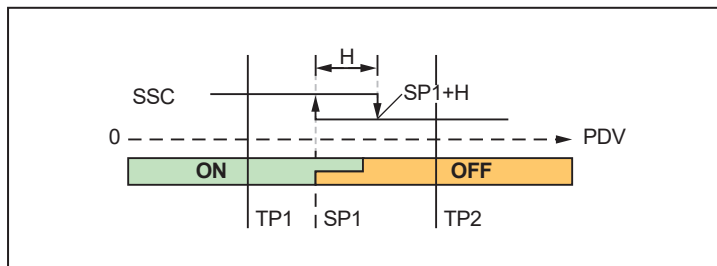 H
SSC
SP1+H
0
PDV
ON
OFF
TP1
SP1
TP2